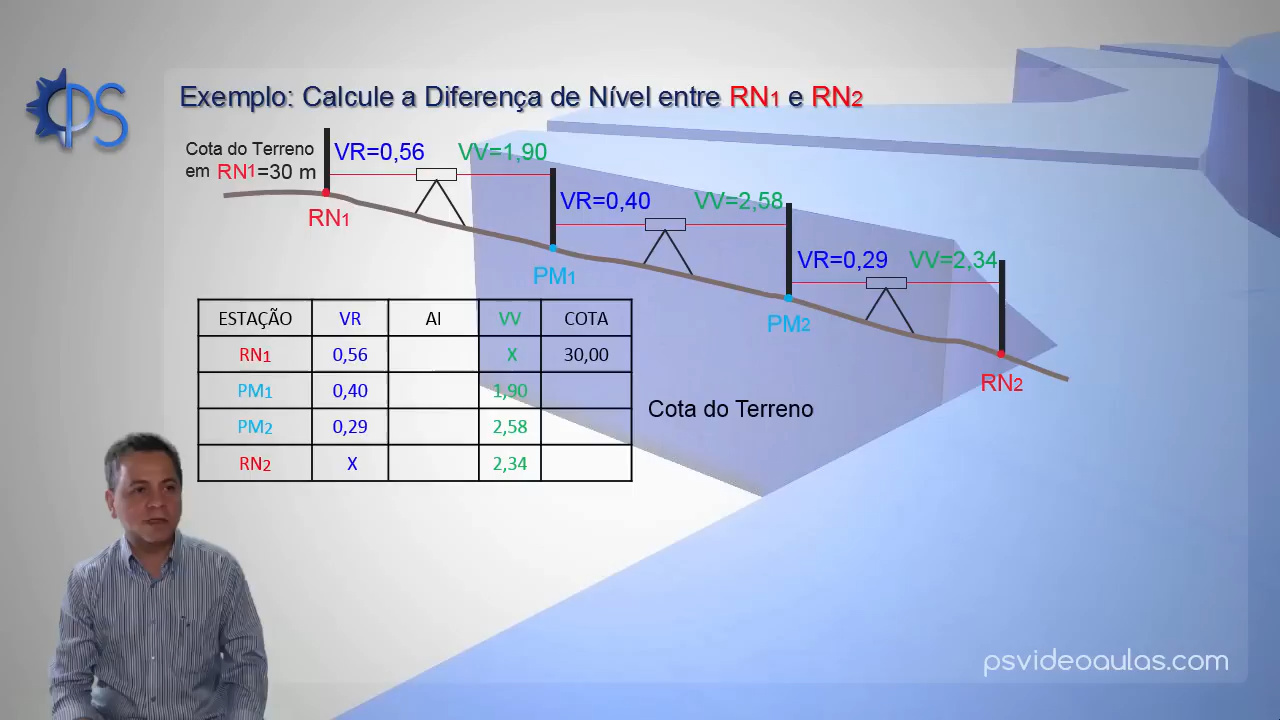 PS
Exemplo: Calcule a Diferença de Nível entre RN1 e RN2
Cota do Terreno
em RN1=30 m
VR=0,56 VV=1,90
VR=0,40 VV=2,58
VR=0,29 VV=2,34
RN1
PM1
PM2
RN2
ESTAÇÃO VR AI VV COTA
RN1 0,56 X 30,00
PM1 0,40 1,90
PM2 0,29 2,58
RN2 X 2,34
Cota do Terreno
psvideoaulas.com